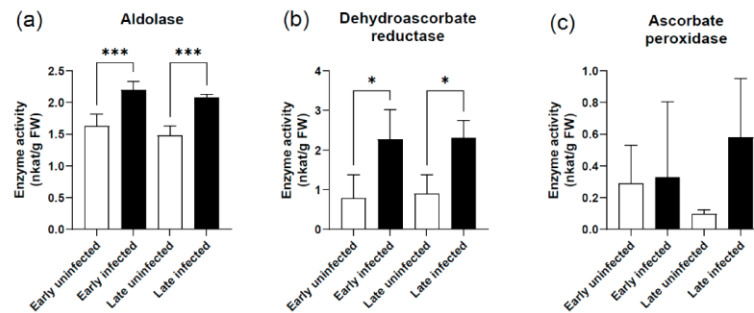 (a)
Aldolase
***
***
Enzyme activity
(nkat/g FW)
2.5
2.0
1.5
1.0
0.5
0.0
Early uninfected
Early infected
Late uninfected
Late infected
(b)
Dehydroascorbate
reductase
*
*
Enzyme activity
(nkat/g FW)
4
3
2
1
0
Early uninfected
Early infected
Late uninfected
Late infected
(c)
Ascorbate
peroxidase
Enzyme activity
(nkat/g FW)
1.0
0.8
0.6
0.4
0.2
0.0
Early uninfected
Early infected
Late uninfected
Late infected